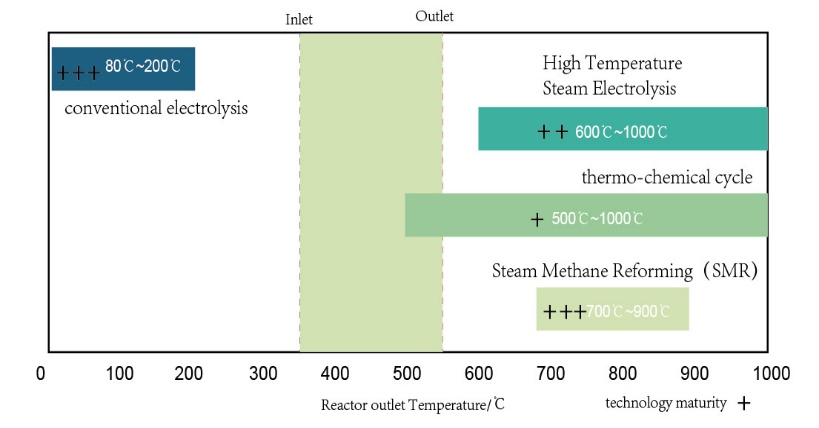 Inlet
Outlet
+++ 80℃~200℃
conventional electrolysis
High Temperature
Steam Electrolysis
++ 600℃~1000℃
thermo-chemical cycle
+ 500℃~1000℃
Steam Methane Reforming（SMR）
+++700℃~900℃
0 100 200 300 400 500 600 700 800 900 1000
Reactor outlet Temperature/℃
technology maturity +